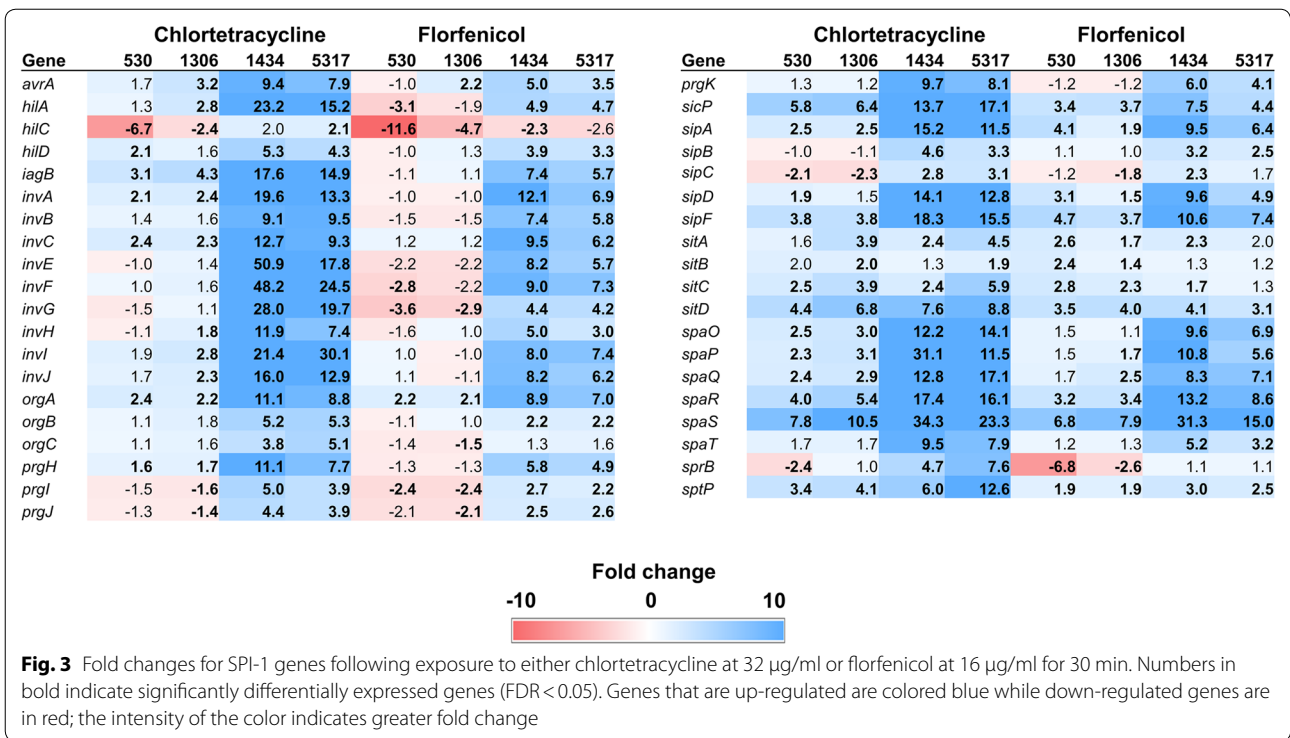 Chlortetracycline Florfenicol
Gene 530 1306 1434 5317 530 1306 1434 5317
avrA 1.7 3.2 9.4 7.9 -1.0 2.2 5.0 3.5
hilA 1.3 2.8 23.2 15.2 -3.1 -1.9 4.9 4.7
hilC -6.7 -2.4 2.0 2.1 -11.6 -4.7 -2.3 -2.6
hilD 2.1 1.6 5.3 4.3 -1.0 1.3 3.9 3.3
iagB 3.1 4.3 17.6 14.9 -1.1 1.1 7.4 5.7
invA 2.1 2.4 19.6 13.3 -1.0 -1.0 12.1 6.9
invB 1.4 1.6 9.1 9.5 -1.5 -1.5 7.4 5.8
invC 2.4 2.3 12.7 9.3 1.2 1.2 9.5 6.2
invE -1.0 1.4 50.9 17.8 -2.2 -2.2 8.2 5.7
invF 1.0 1.6 48.2 24.5 -2.8 -2.2 9.0 7.3
invG -1.5 1.1 28.0 19.7 -3.6 -2.9 4.4 4.2
invH -1.1 1.8 11.9 7.4 -1.6 1.0 5.0 3.0
invI 1.9 2.8 21.4 30.1 1.0 -1.0 8.0 7.4
invJ 1.7 2.3 16.0 12.9 1.1 -1.1 8.2 6.2
orgA 2.4 2.2 11.1 8.8 2.2 2.1 8.9 7.0
orgB 1.1 1.8 5.2 5.3 -1.1 1.0 2.2 2.2
orgC 1.1 1.6 3.8 5.1 -1.4 -1.5 1.3 1.6
prgH 1.6 1.7 11.1 7.7 -1.3 -1.3 5.8 4.9
prgI -1.5 -1.6 5.0 3.9 -2.4 -2.4 2.7 2.2
prgJ -1.3 -1.4 4.4 3.9 -2.1 -2.1 2.5 2.6
Chlortetracycline Florfenicol
Gene 530 1306 1434 5317 530 1306 1434 5317
prgK 1.3 1.2 9.7 8.1 -1.2 -1.2 6.0 4.1
sicP 5.8 6.4 13.7 17.1 3.4 3.7 7.5 4.4
sipA 2.5 2.5 15.2 11.5 4.1 1.9 9.5 6.4
sipB -1.0 -1.1 4.6 3.3 1.1 1.0 3.2 2.5
sipC -2.1 -2.3 2.8 3.1 -1.2 -1.8 2.3 1.7
sipD 1.9 1.5 14.1 12.8 3.1 1.5 9.6 4.9
sipF 3.8 3.8 18.3 15.5 4.7 3.7 10.6 7.4
sitA 1.6 3.9 2.4 4.5 2.6 1.7 2.3 2.0
sitB 2.0 2.0 1.3 1.9 2.4 1.4 1.3 1.2
sitC 2.5 3.9 2.4 5.9 2.8 2.3 1.7 1.3
sitD 4.4 6.8 7.6 8.8 3.5 4.0 4.1 3.1
spaO 2.5 3.0 12.2 14.1 1.5 1.1 9.6 6.9
spaP 2.3 3.1 31.1 11.5 1.5 1.7 10.8 5.6
spaQ 2.4 2.9 12.8 17.1 1.7 2.5 8.3 7.1
spaR 4.0 5.4 17.4 16.1 3.2 3.4 13.2 8.6
spaS 7.8 10.5 34.3 23.3 6.8 7.9 31.3 15.0
spaT 1.7 1.7 9.5 7.9 1.2 1.3 5.2 3.2
sprB -2.4 1.0 4.7 7.6 -6.8 -2.6 1.1 1.1
sptP 3.4 4.1 6.0 12.6 1.9 1.9 3.0 2.5
Fold change
-10 0 10
Fig. 3 Fold changes for SPI-1 genes following exposure to either chlortetracycline at 32 µg/ml or florfenicol at 16 µg/ml for 30 min. Numbers in
bold indicate significantly differentially expressed genes (FDR < 0.05). Genes that are up-regulated are colored blue while down-regulated genes are
in red; the intensity of the color indicates greater fold change